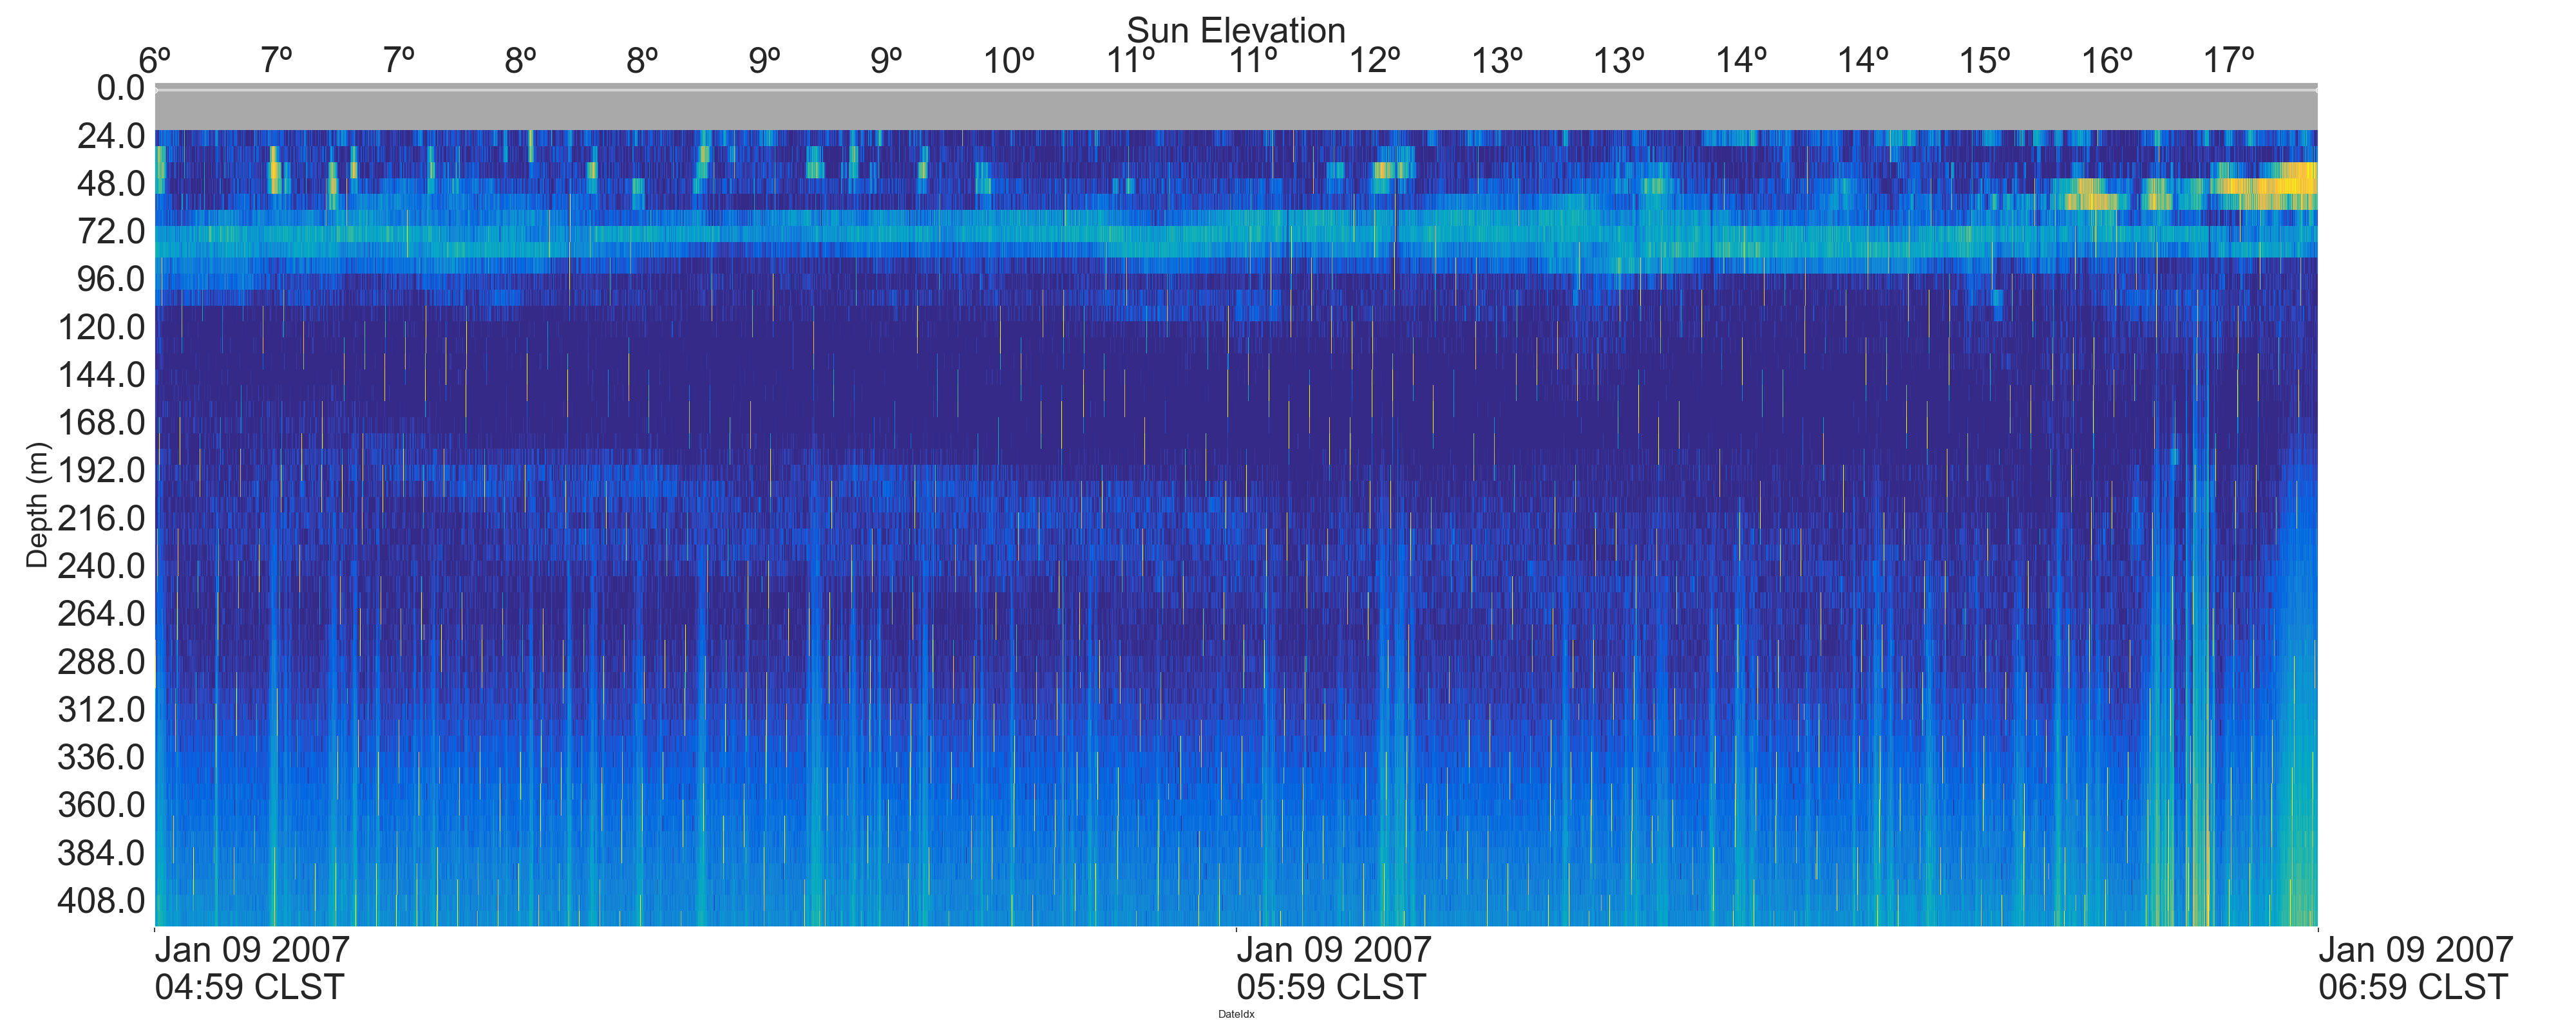 Sun Elevation
6º 7º 7º 8º 8º 9º 9º 10º 11º 11º 12º 13º 13º 14º 14º 15º 16º 17º
0.0
24.0
48.0
72.0
96.0
120.0
144.0
168.0
192.0
216.0
240.0
264.0
288.0
312.0
336.0
360.0
384.0
408.0
Depth (m)
Jan 09 2007
04:59 CLST
Jan 09 2007
05:59 CLST
Jan 09 2007
06:59 CLST
DateIdx